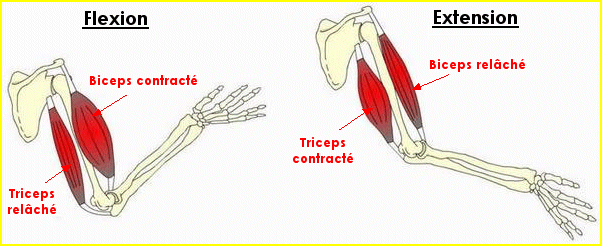 Flexion
Biceps contracté
Triceps
relâché
Extension
Biceps relâché
Triceps
contracté